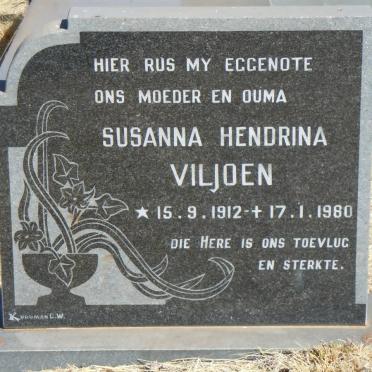 HIER RUS MY EGGENOTE
ONS MOEDER EN OUMA
SUSANNA HENDRINA
VILJOEN
★ 15.9.1912-✝ 17.1.1980
DIE HERE IS ONS TOEVLUG
EN STERKTE.
KURUMAN G.W.